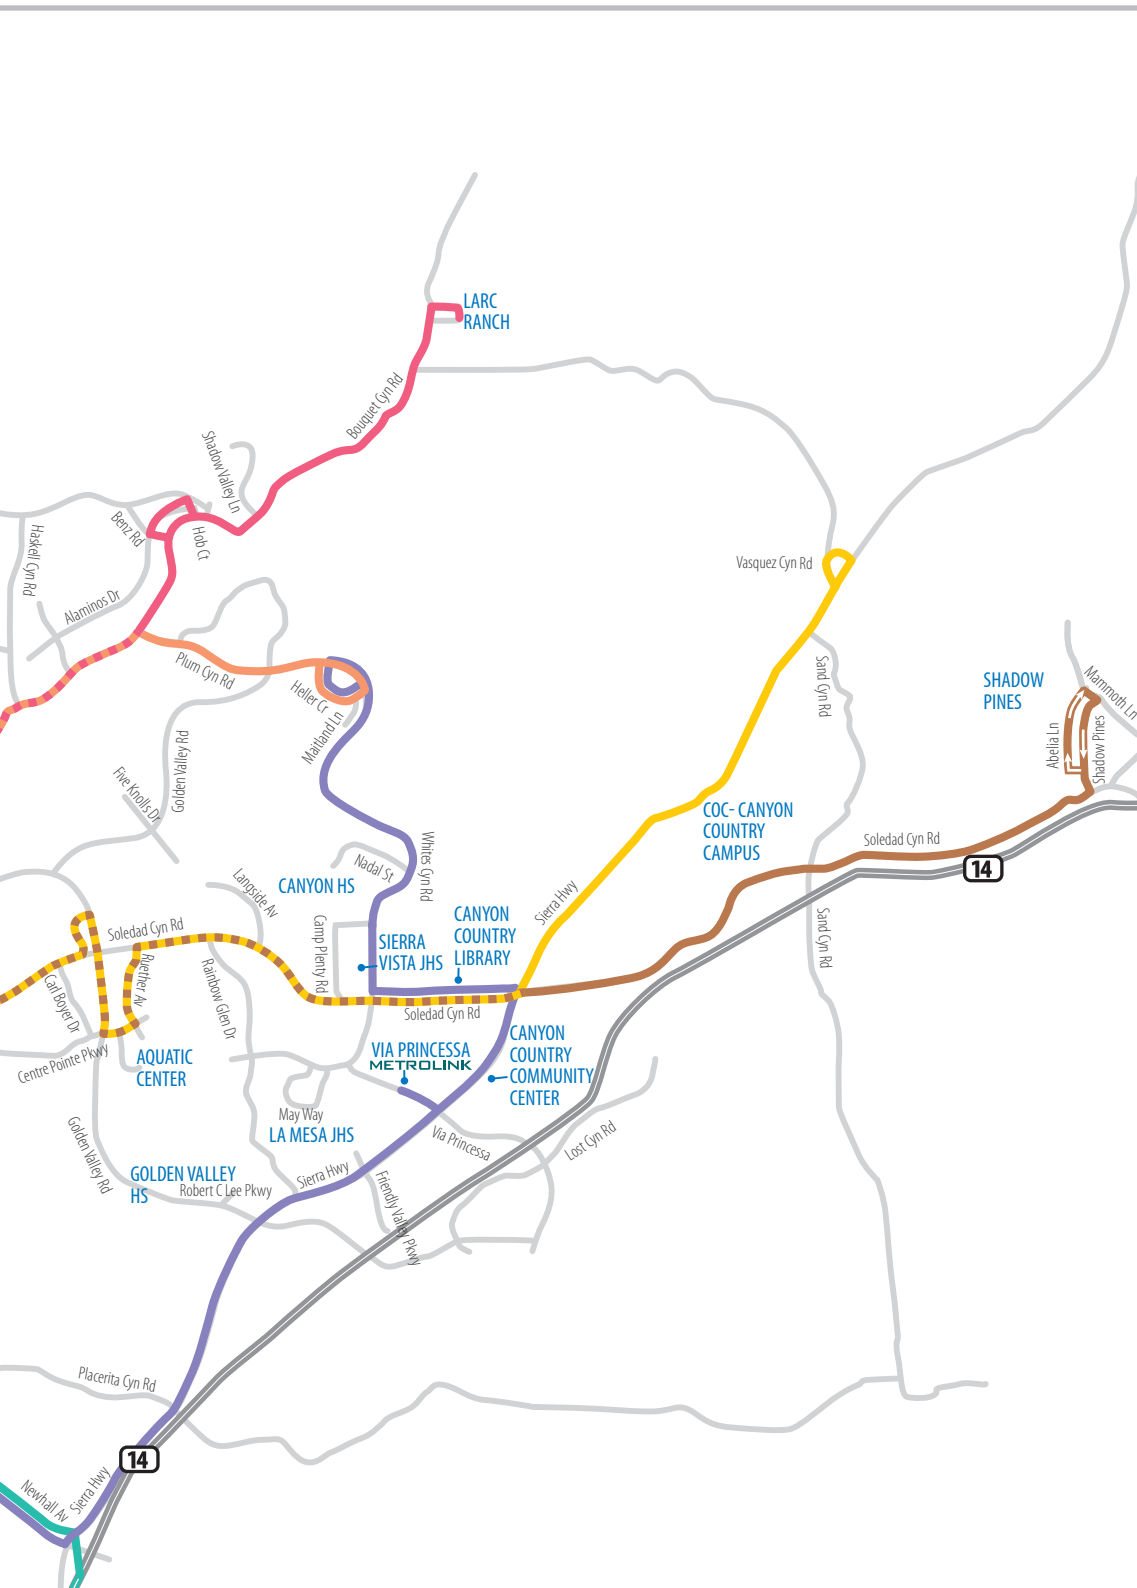 LARC
RANCH
Bouquet Cyn Rd
Shadow Valley Ln
Benz Rd
Hob Ct
Haskell Cyn Rd
Alaminos Dr
Vasquez Cyn Rd
Plum Cyn Rd
Heller Cr
Maitland Ln
Sand Cyn Rd
SHADOW
PINES
Mammoth Ln
Abelia Ln
Shadow Pines
Golden Valley Rd
Five Knolls Dr
COC- CANYON
COUNTRY
CAMPUS
Soledad Cyn Rd
14
Whites Cyn Rd
Nadal St
CANYON HS
Langside Av
Sierra Hwy
CANYON
COUNTRY
LIBRARY
Camp Plenty Rd
SIERRA
VISTA JHS
Soledad Cyn Rd
Ruether Av
Rainbow Glen Dr
Carl Boyer Dr
Sand Cyn Rd
Soledad Cyn Rd
CANYON
COUNTRY
COMMUNITY
CENTER
VIA PRINCESSA
METROLINK
Centre Pointe Pkwy
AQUATIC
CENTER
May Way
LA MESA JHS
Via Princessa
Lost Cyn Rd
Golden Valley Rd
GOLDEN VALLEY
HS
Robert C Lee Pkwy
Sierra Hwy
Friendly Valley Pkwy
Placerita Cyn Rd
14
Newhall Av
Sierra Hwy